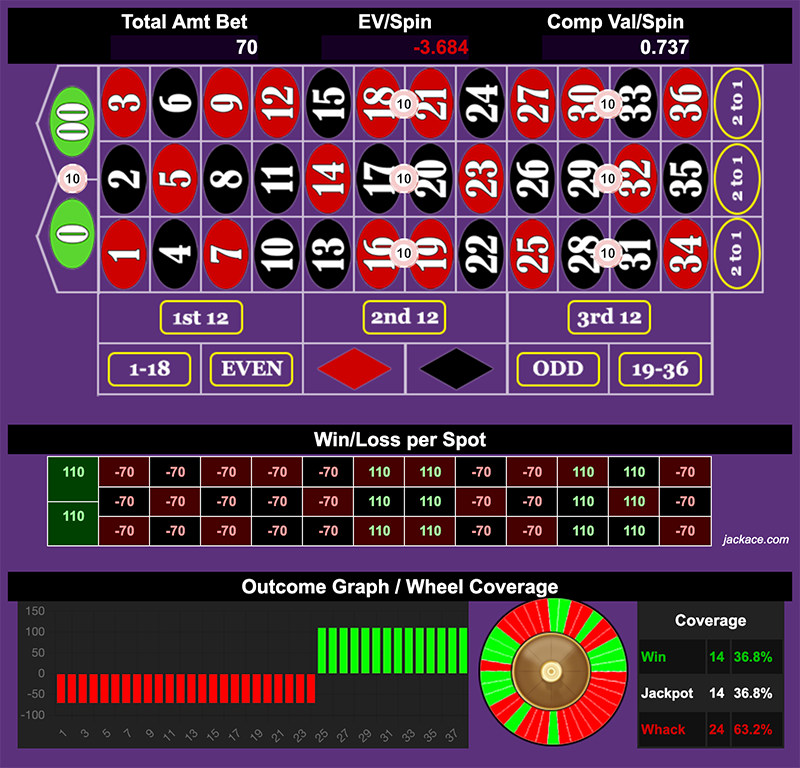 Total Amt Bet EV/Spin Comp Val/Spin
70 -3.684 0.737
00 3 6 9 12 15 18 10 21 24 27 30 10 33 36 2 to 1
10 2 5 8 11 14 17 10 20 23 26 29 10 32 35 2 to 1
0 1 4 7 10 13 16 10 19 22 25 28 10 31 34 2 to 1
1st 12 2nd 12 3rd 12
1-18 EVEN ODD 19-36
Win/Loss per Spot
110 -70 -70 -70 -70 -70 110 110 -70 -70 110 110 -70
-70 -70 -70 -70 -70 110 110 -70 -70 110 110 -70
110 -70 -70 -70 -70 -70 110 110 -70 -70 110 110 -70
jackace.com
Outcome Graph / Wheel Coverage
150
100
50
0
-50
-100
1 3 5 7 9 11 13 15 17 19 21 23 25 27 29 31 33 35 37
Coverage
Win 14 36.8%
Jackpot 14 36.8%
Whack 24 63.2%